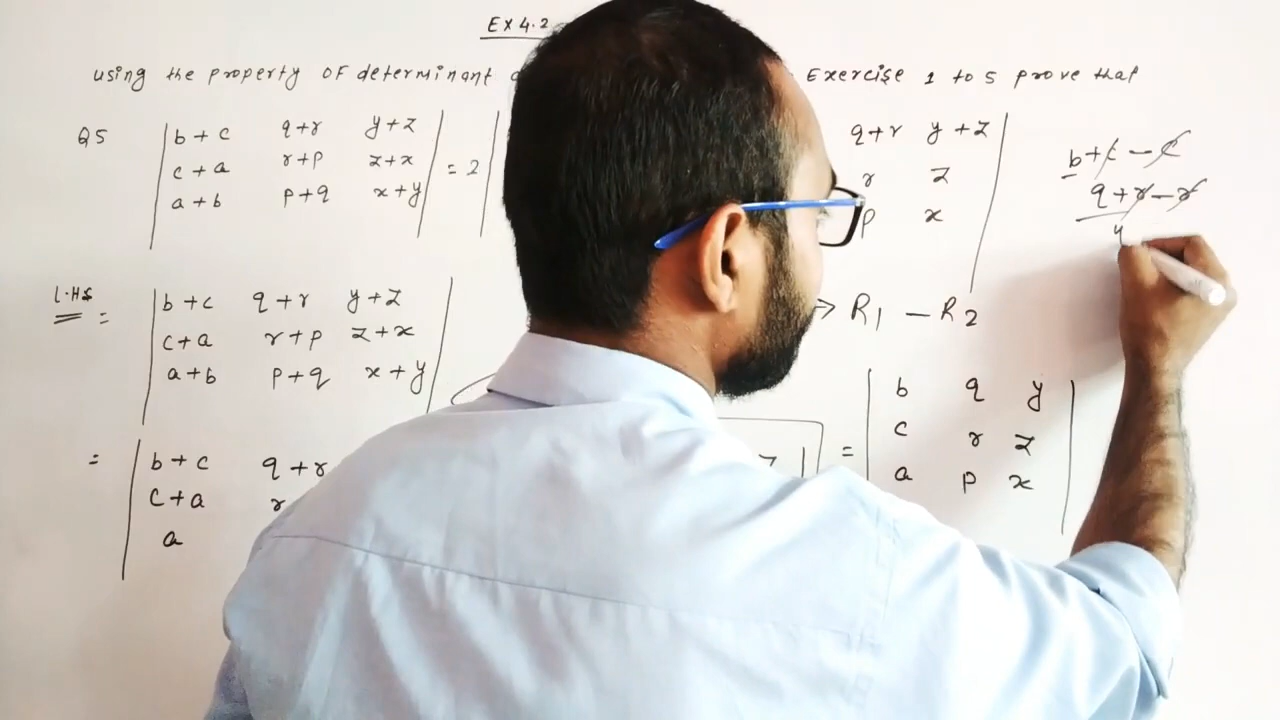 Ex 4.2
using the property of determinant Exercise 1 to 5 prove that
Q5 | b+c q+r y+z | q+r y+z |
| c+a r+p z+x | = 2 | r z |
| a+b p+q x+y | p x |
b+c-c
q+r-r
y
L.H.S = | b+c q+r y+z |
| c+a r+p z+x | → R1 - R2
| a+b p+q x+y |
= | b+c q+r z | = | b q y |
| c+a r | c r z |
| a | a p x |